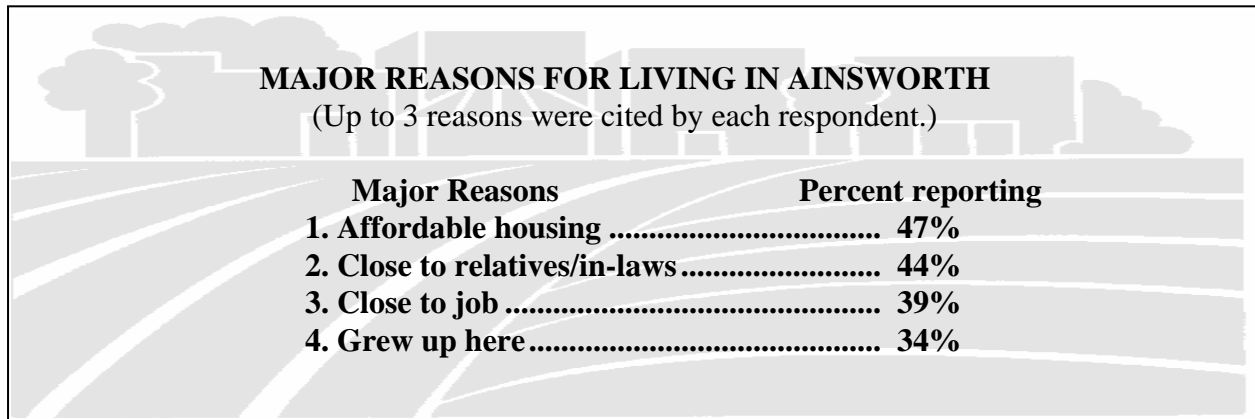 MAJOR REASONS FOR LIVING IN AINSWORTH
(Up to 3 reasons were cited by each respondent.)
Major Reasons Percent reporting
1. Affordable housing .................................. 47%
2. Close to relatives/in-laws......................... 44%
3. Close to job ............................................... 39%
4. Grew up here............................................ 34%